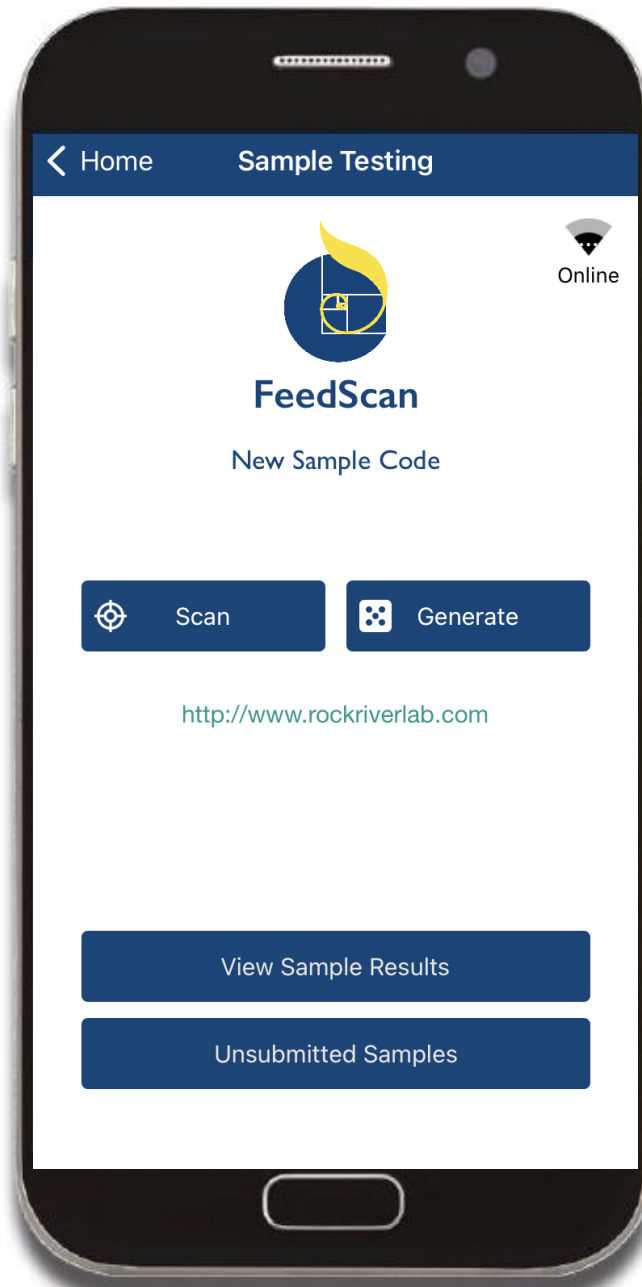 Home Sample Testing
Online
FeedScan
New Sample Code
Scan Generate
http://www.rockriverlab.com
View Sample Results
Unsubmitted Samples